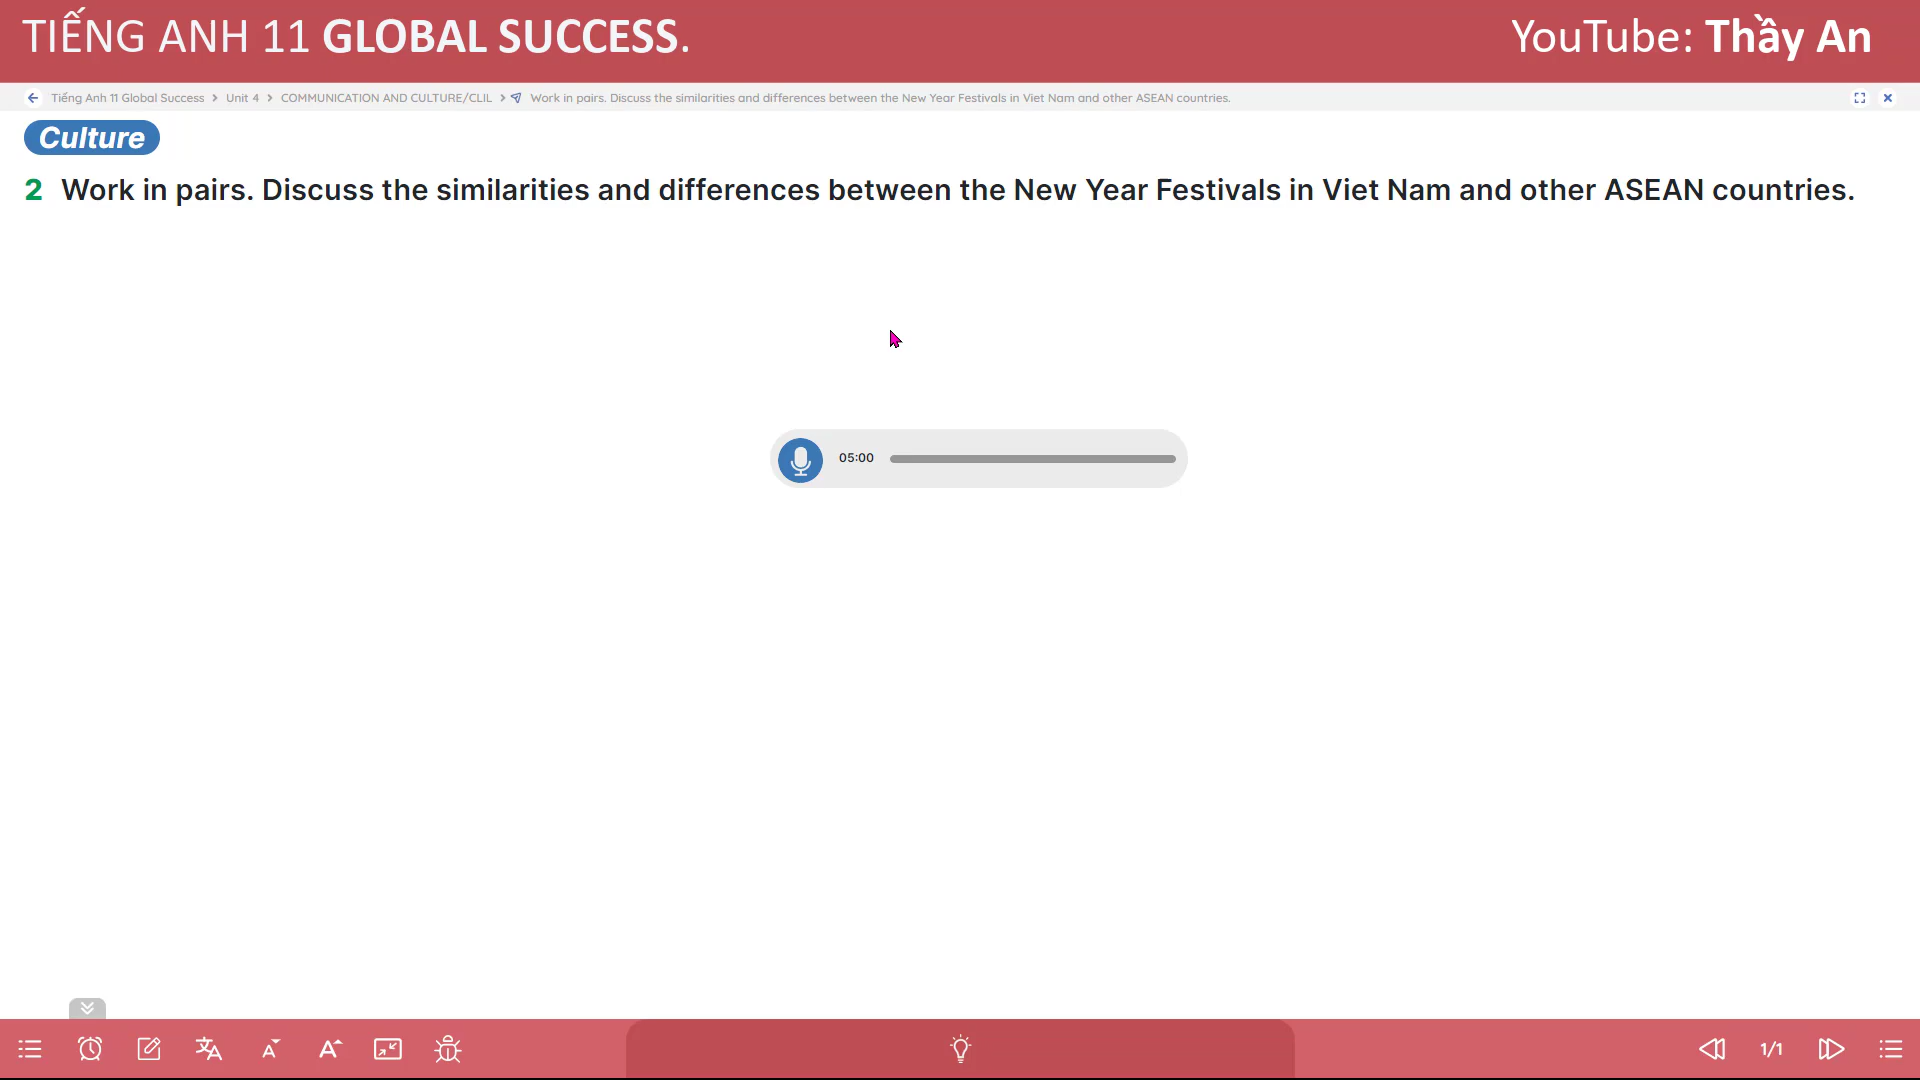 TIẾNG ANH 11 GLOBAL SUCCESS.
YouTube: Thầy An
Tiếng Anh 11 Global Success > Unit 4 > COMMUNICATION AND CULTURE/CLIL > Work in pairs. Discuss the similarities and differences between the New Year Festivals in Viet Nam and other ASEAN countries.
Culture
2 Work in pairs. Discuss the similarities and differences between the New Year Festivals in Viet Nam and other ASEAN countries.
05:00
1/1